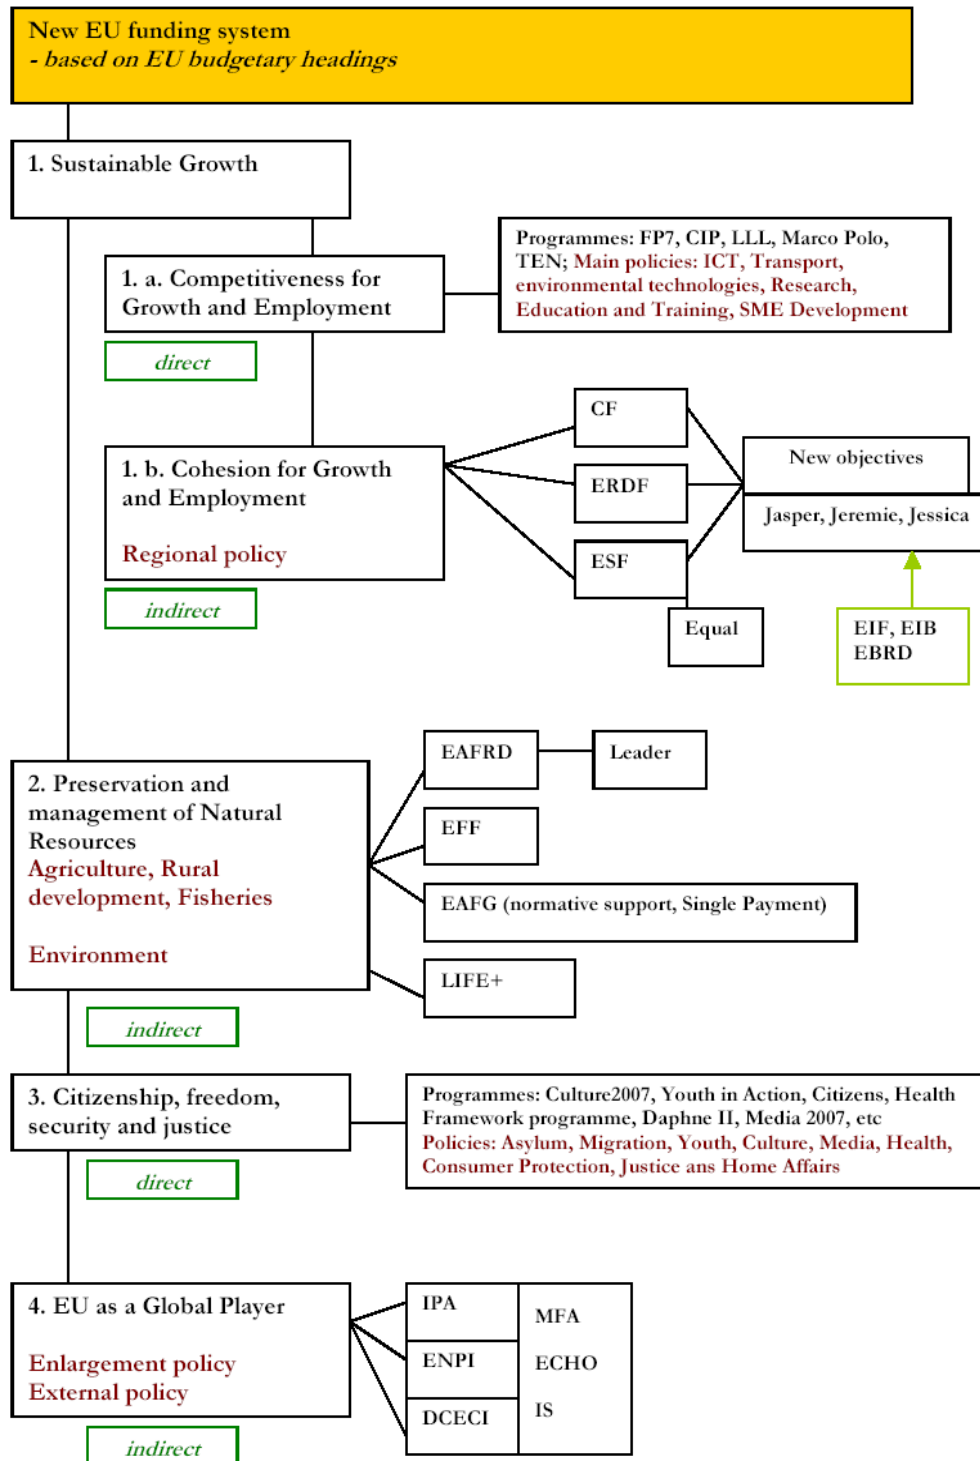 New EU funding system
- based on EU budgetary headings
1. Sustainable Growth
1. a. Competitiveness for
Growth and Employment
direct
Programmes: FP7, CIP, LLL, Marco Polo,
TEN; Main policies: ICT, Transport,
environmental technologies, Research,
Education and Training, SME Development
1. b. Cohesion for Growth
and Employment
Regional policy
indirect
CF
ERDF
ESF
Equal
New objectives
Jasper, Jeremie, Jessica
EIF, EIB
EBRD
2. Preservation and
management of Natural
Resources
Agriculture, Rural
development, Fisheries
Environment
indirect
EAFRD
Leader
EFF
EAFG (normative support, Single Payment)
LIFE+
3. Citizenship, freedom,
security and justice
direct
Programmes: Culture2007, Youth in Action, Citizens, Health
Framework programme, Daphne II, Media 2007, etc
Policies: Asylum, Migration, Youth, Culture, Media, Health,
Consumer Protection, Justice ans Home Affairs
4. EU as a Global Player
Enlargement policy
External policy
indirect
IPA
ENPI
DCECI
MFA
ECHO
IS